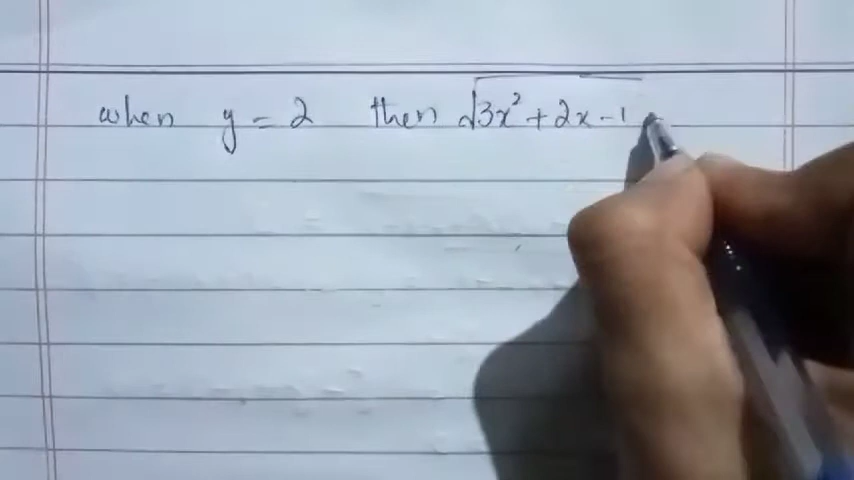 when y = 2 then √3x² + 2x - 1